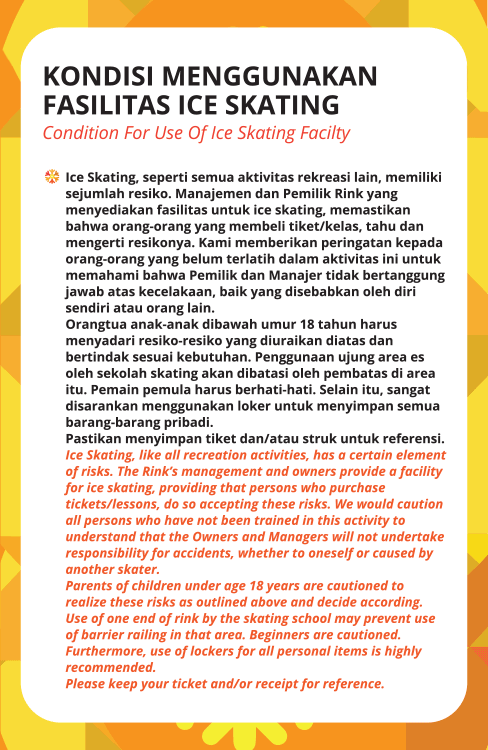 KONDISI MENGGUNAKAN
FASILITAS ICE SKATING
Condition For Use Of Ice Skating Facilty
Ice Skating, seperti semua aktivitas rekreasi lain, memiliki
sejumlah resiko. Manajemen dan Pemilik Rink yang
menyediakan fasilitas untuk ice skating, memastikan
bahwa orang-orang yang membeli tiket/kelas, tahu dan
mengerti resikonya. Kami memberikan peringatan kepada
orang-orang yang belum terlatih dalam aktivitas ini untuk
memahami bahwa Pemilik dan Manajer tidak bertanggung
jawab atas kecelakaan, baik yang disebabkan oleh diri
sendiri atau orang lain.
Orangtua anak-anak dibawah umur 18 tahun harus
menyadari resiko-resiko yang diuraikan diatas dan
bertindak sesuai kebutuhan. Penggunaan ujung area es
oleh sekolah skating akan dibatasi oleh pembatas di area
itu. Pemain pemula harus berhati-hati. Selain itu, sangat
disarankan menggunakan loker untuk menyimpan semua
barang-barang pribadi.
Pastikan menyimpan tiket dan/atau struk untuk referensi.
Ice Skating, like all recreation activities, has a certain element
of risks. The Rink's management and owners provide a facility
for ice skating, providing that persons who purchase
tickets/lessons, do so accepting these risks. We would caution
all persons who have not been trained in this activity to
understand that the Owners and Managers will not undertake
responsibility for accidents, whether to oneself or caused by
another skater.
Parents of children under age 18 years are cautioned to
realize these risks as outlined above and decide according.
Use of one end of rink by the skating school may prevent use
of barrier railing in that area. Beginners are cautioned.
Furthermore, use of lockers for all personal items is highly
recommended.
Please keep your ticket and/or receipt for reference.